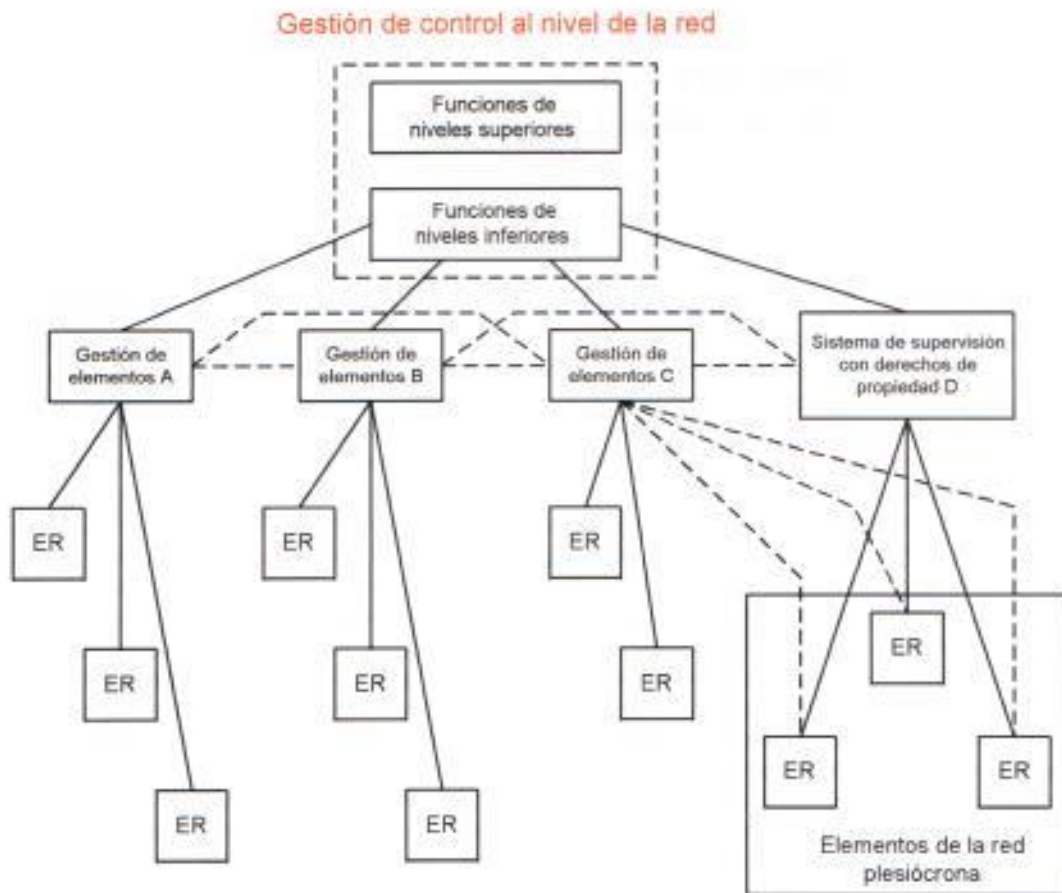 Gestión de control al nivel de la red
Funciones de
niveles superiores
Funciones de
niveles inferiores
Gestión de
elementos A
Gestión de
elementos B
Gestión de
elementos C
Sistema de supervisión
con derechos de
propiedad D
ER
ER
ER
ER
ER
ER
ER
ER
ER
ER
ER
Elementos de la red
plesiócrona